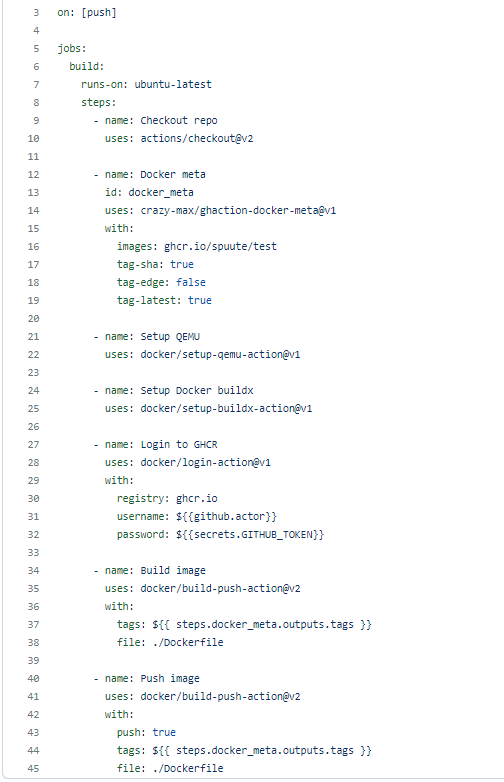 3 on: [push]
4
5 jobs:
6   build:
7     runs-on: ubuntu-latest
8     steps:
9       - name: Checkout repo
10         uses: actions/checkout@v2
11
12       - name: Docker meta
13         id: docker_meta
14         uses: crazy-max/ghaction-docker-meta@v1
15         with:
16           images: ghcr.io/spuute/test
17           tag-sha: true
18           tag-edge: false
19           tag-latest: true
20
21       - name: Setup QEMU
22         uses: docker/setup-qemu-action@v1
23
24       - name: Setup Docker buildx
25         uses: docker/setup-buildx-action@v1
26
27       - name: Login to GHCR
28         uses: docker/login-action@v1
29         with:
30           registry: ghcr.io
31           username: ${{github.actor}}
32           password: ${{secrets.GITHUB_TOKEN}}
33
34       - name: Build image
35         uses: docker/build-push-action@v2
36         with:
37           tags: ${{ steps.docker_meta.outputs.tags }}
38           file: ./Dockerfile
39
40       - name: Push image
41         uses: docker/build-push-action@v2
42         with:
43           push: true
44           tags: ${{ steps.docker_meta.outputs.tags }}
45           file: ./Dockerfile